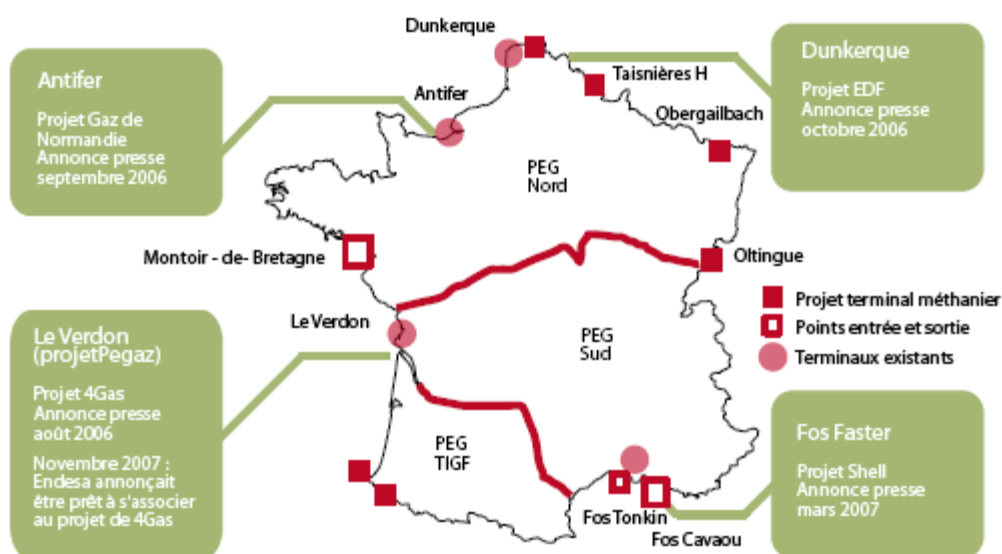 Antifer
Projet Gaz de
Normandie
Annonce presse
septembre 2006
Dunkerque
Antifer
Taisnières H
Obergailbach
Dunkerque
Projet EDF
Annonce presse
octobre 2006
PEG
Nord
Montoir - de- Bretagne
Oltingue
Le Verdon
PEG
Sud
PEG
TIGF
Fos Tonkin
Fos Cavaou
Projet terminal méthanier
Points entrée et sortie
Terminaux existants
Le Verdon
(projetPegaz)
Projet 4Gas
Annonce presse
août 2006
Novembre 2007 :
Endesa annonçait
être prêt à s'associer
au projet de 4Gas
Fos Faster
Projet Shell
Annonce presse
mars 2007